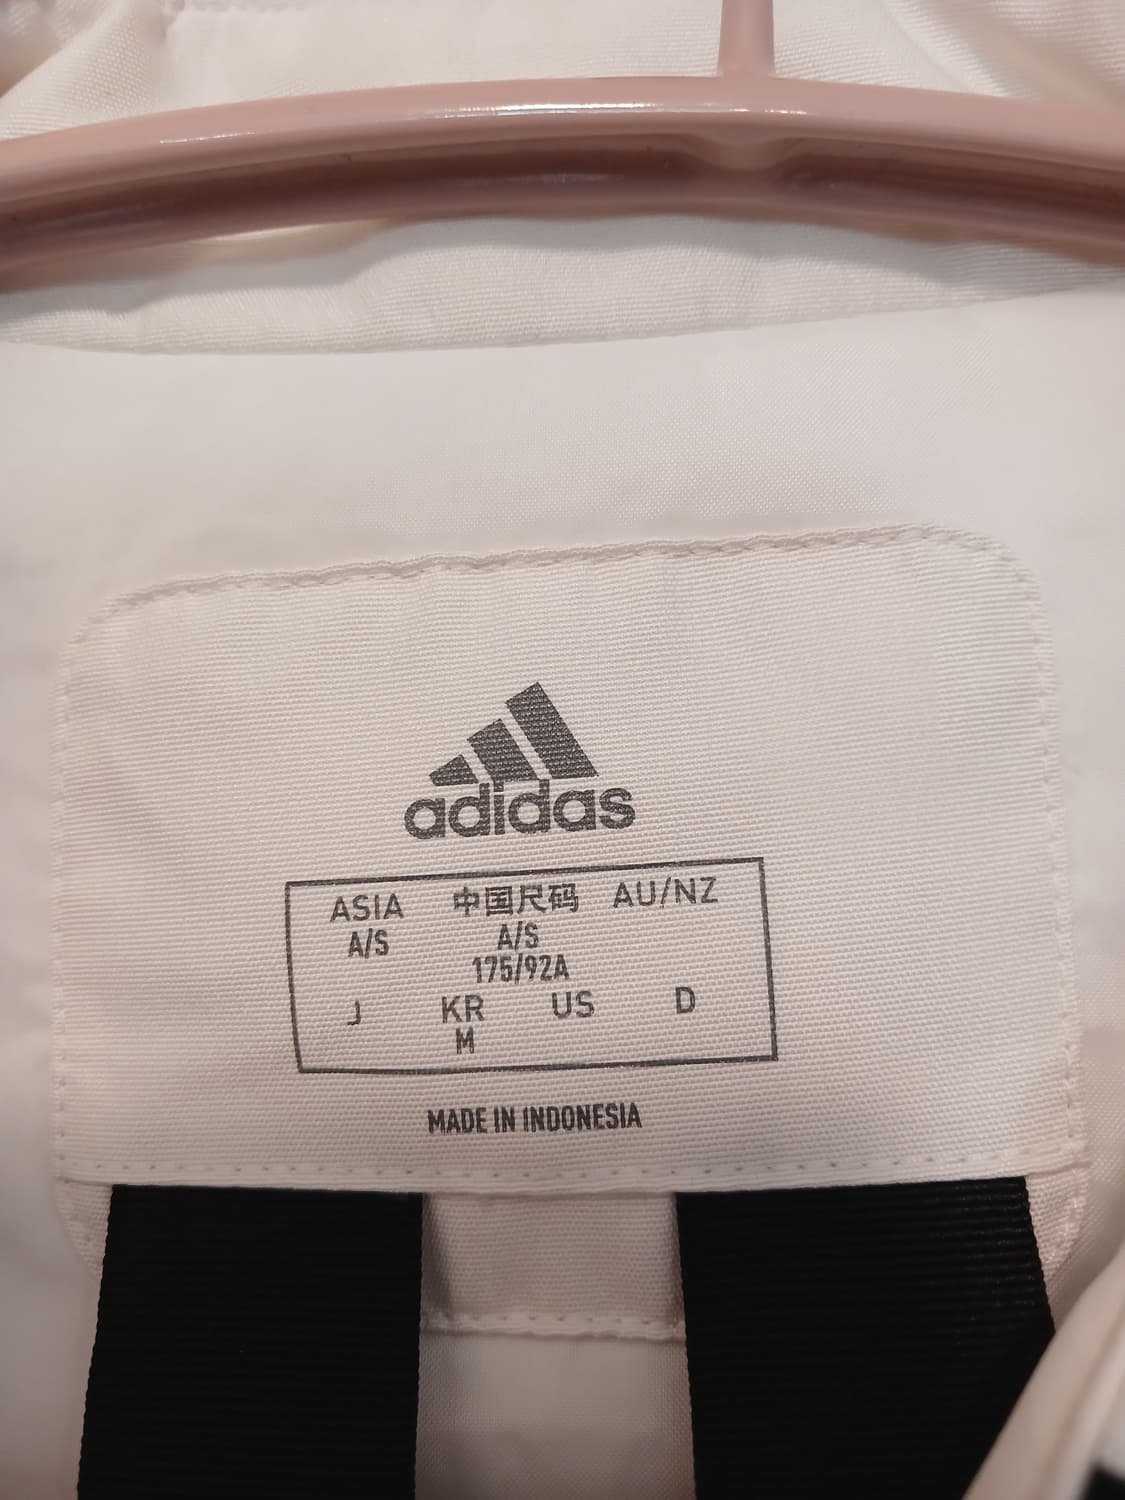 adidas
ASIA 中国尺码 AU/NZ
A/S A/S
175/92A
J KR US D
M
MADE IN INDONESIA